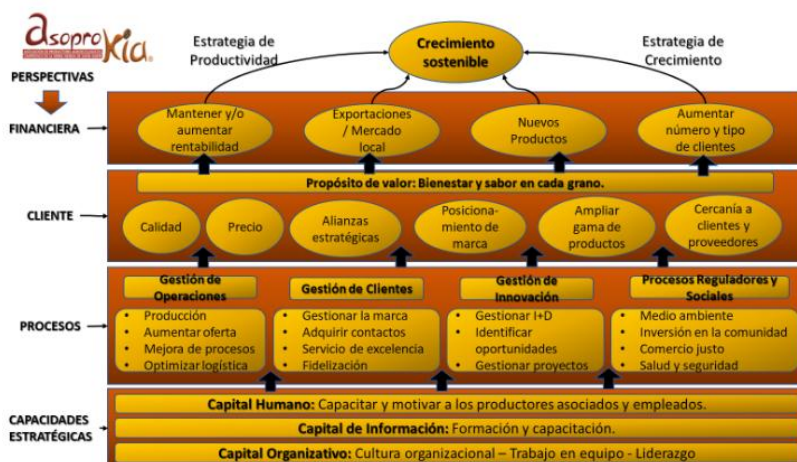 asoprokía®
Estrategia de
Productividad
Crecimiento
sostenible
Estrategia de
Crecimiento
PERSPECTIVAS
FINANCIERA
Mantener y/o
aumentar
rentabilidad
Exportaciones
/ Mercado
local
Nuevos
Productos
Aumentar
número y tipo
de clientes
Propósito de valor: Bienestar y sabor en cada grano.
CLIENTE
Calidad
Precio
Alianzas
estratégicas
Posiciona-
miento de
marca
Ampliar
gama de
productos
Cercanía a
clientes y
proveedores
PROCESOS
Gestión de
Operaciones
• Producción
• Aumentar oferta
• Mejora de procesos
• Optimizar logística
Gestión de Clientes
• Gestionar la marca
• Adquirir contactos
• Servicio de excelencia
• Fidelización
Gestión de
Innovación
• Gestionar I+D
• Identificar
oportunidades
• Gestionar proyectos
Procesos Reguladores y
Sociales
• Medio ambiente
• Inversión en la comunidad
• Comercio justo
• Salud y seguridad
CAPACIDADES
ESTRATÉGICAS
Capital Humano: Capacitar y motivar a los productores asociados y empleados.
Capital de Información: Formación y capacitación.
Capital Organizativo: Cultura organizacional – Trabajo en equipo - Liderazgo